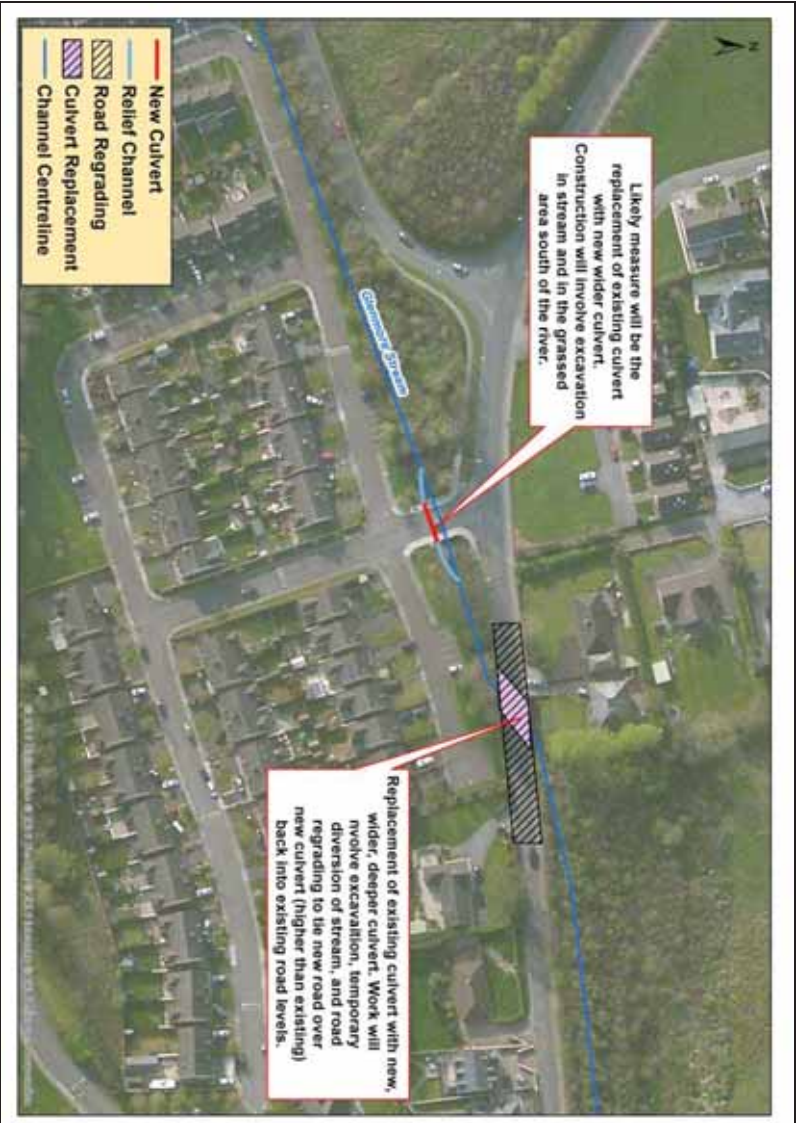 N
Likely measure will be the
replacement of existing culvert
with new wider culvert.
Construction will involve excavation
in stream and in the grassed
area south of the river.
Glenmore Stream
Replacement of existing culvert with new,
wider, deeper culvert. Work will
nvolve excavaltion, temporary
diversion of stream, and road
regrading to tie new road over
new culvert (higher than existing)
back into existing road levels.
New Culvert
Relief Channel
Road Regrading
Culvert Replacement
Channel Centreline